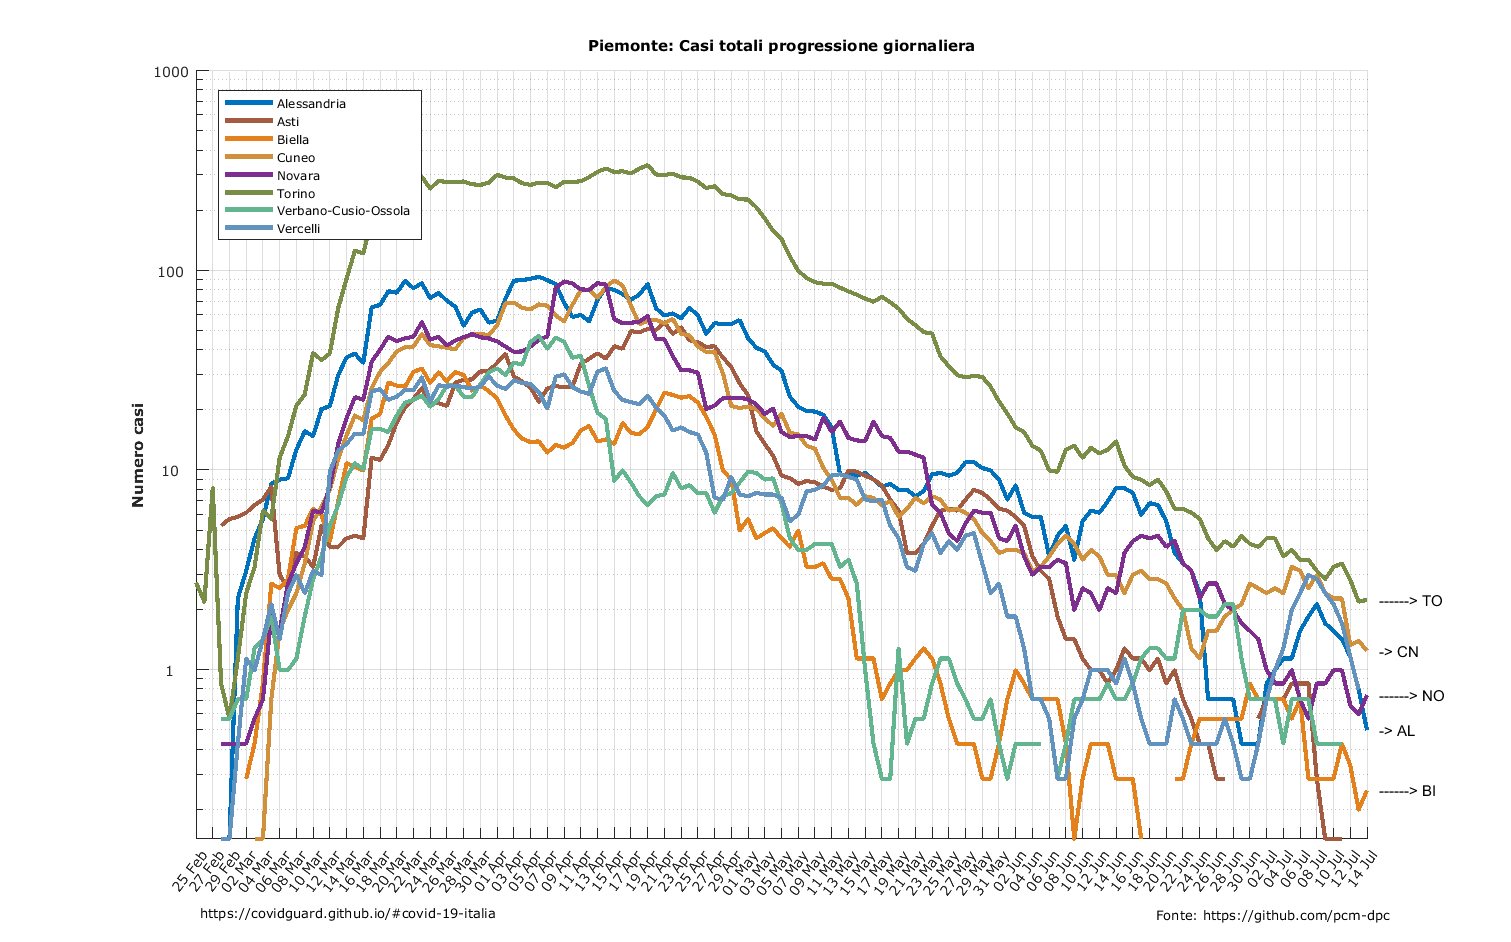 Piemonte: Casi totali progressione giornaliera
1000
100
10
1
Numero casi
Alessandria
Asti
Biella
Cuneo
Novara
Torino
Verbano-Cusio-Ossola
Vercelli
------> TO
-> CN
------> NO
-> AL
------> BI
25 Feb
27 Feb
29 Feb
02 Mar
04 Mar
06 Mar
08 Mar
10 Mar
12 Mar
14 Mar
16 Mar
18 Mar
20 Mar
22 Mar
24 Mar
26 Mar
28 Mar
30 Mar
01 Apr
03 Apr
05 Apr
07 Apr
09 Apr
11 Apr
13 Apr
15 Apr
17 Apr
19 Apr
21 Apr
23 Apr
25 Apr
27 Apr
29 Apr
01 May
03 May
05 May
07 May
09 May
11 May
13 May
15 May
17 May
19 May
21 May
23 May
25 May
27 May
29 May
31 May
02 Jun
04 Jun
06 Jun
08 Jun
10 Jun
12 Jun
14 Jun
16 Jun
18 Jun
20 Jun
22 Jun
24 Jun
26 Jun
28 Jun
30 Jun
02 Jul
04 Jul
06 Jul
08 Jul
10 Jul
12 Jul
14 Jul
https://covidguard.github.io/#covid-19-italia
Fonte: https://github.com/pcm-dpc